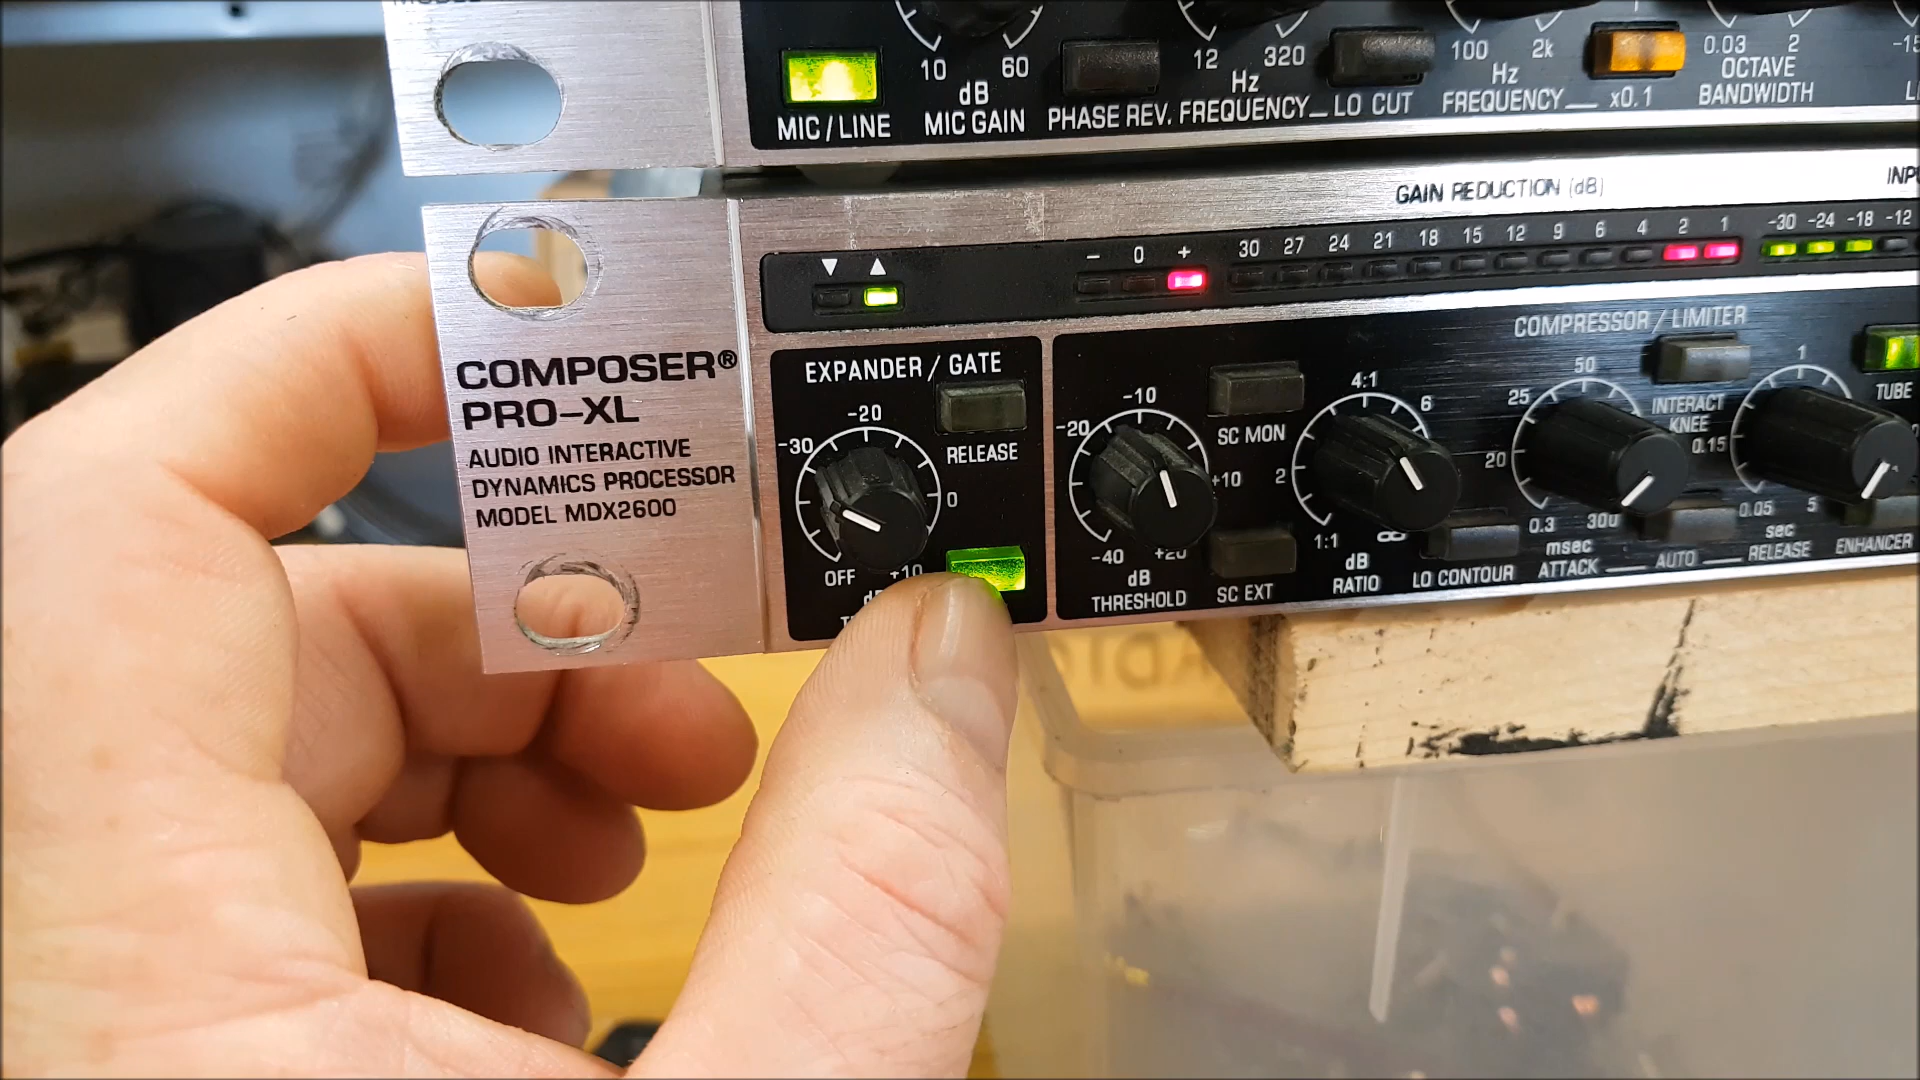 10 60
dB
MIC / LINE
MIC GAIN
PHASE REV.
12 320
Hz
FREQUENCY
LO CUT
100 2k
Hz
FREQUENCY
x0.1
0.03 2
OCTAVE
BANDWIDTH
GAIN REDUCTION (dB)
- 0 +
30 27 24 21 18 15 12 9 6 4 2 1
-30 -24 -18 -12
COMPOSER®
PRO-XL
AUDIO INTERACTIVE
DYNAMICS PROCESSOR
MODEL MDX2600
EXPANDER / GATE
-30 -20 0
OFF +10
RELEASE
COMPRESSOR / LIMITER
-40 -20 -10 +10 +20
dB
THRESHOLD
SC MON
SC EXT
1:1 2 4:1 6 ∞
dB
RATIO
LO CONTOUR
0.3 20 25 50 300
msec
ATTACK
INTERACT
KNEE
AUTO
0.05 0.15 1 5
sec
RELEASE
TUBE
ENHANCER